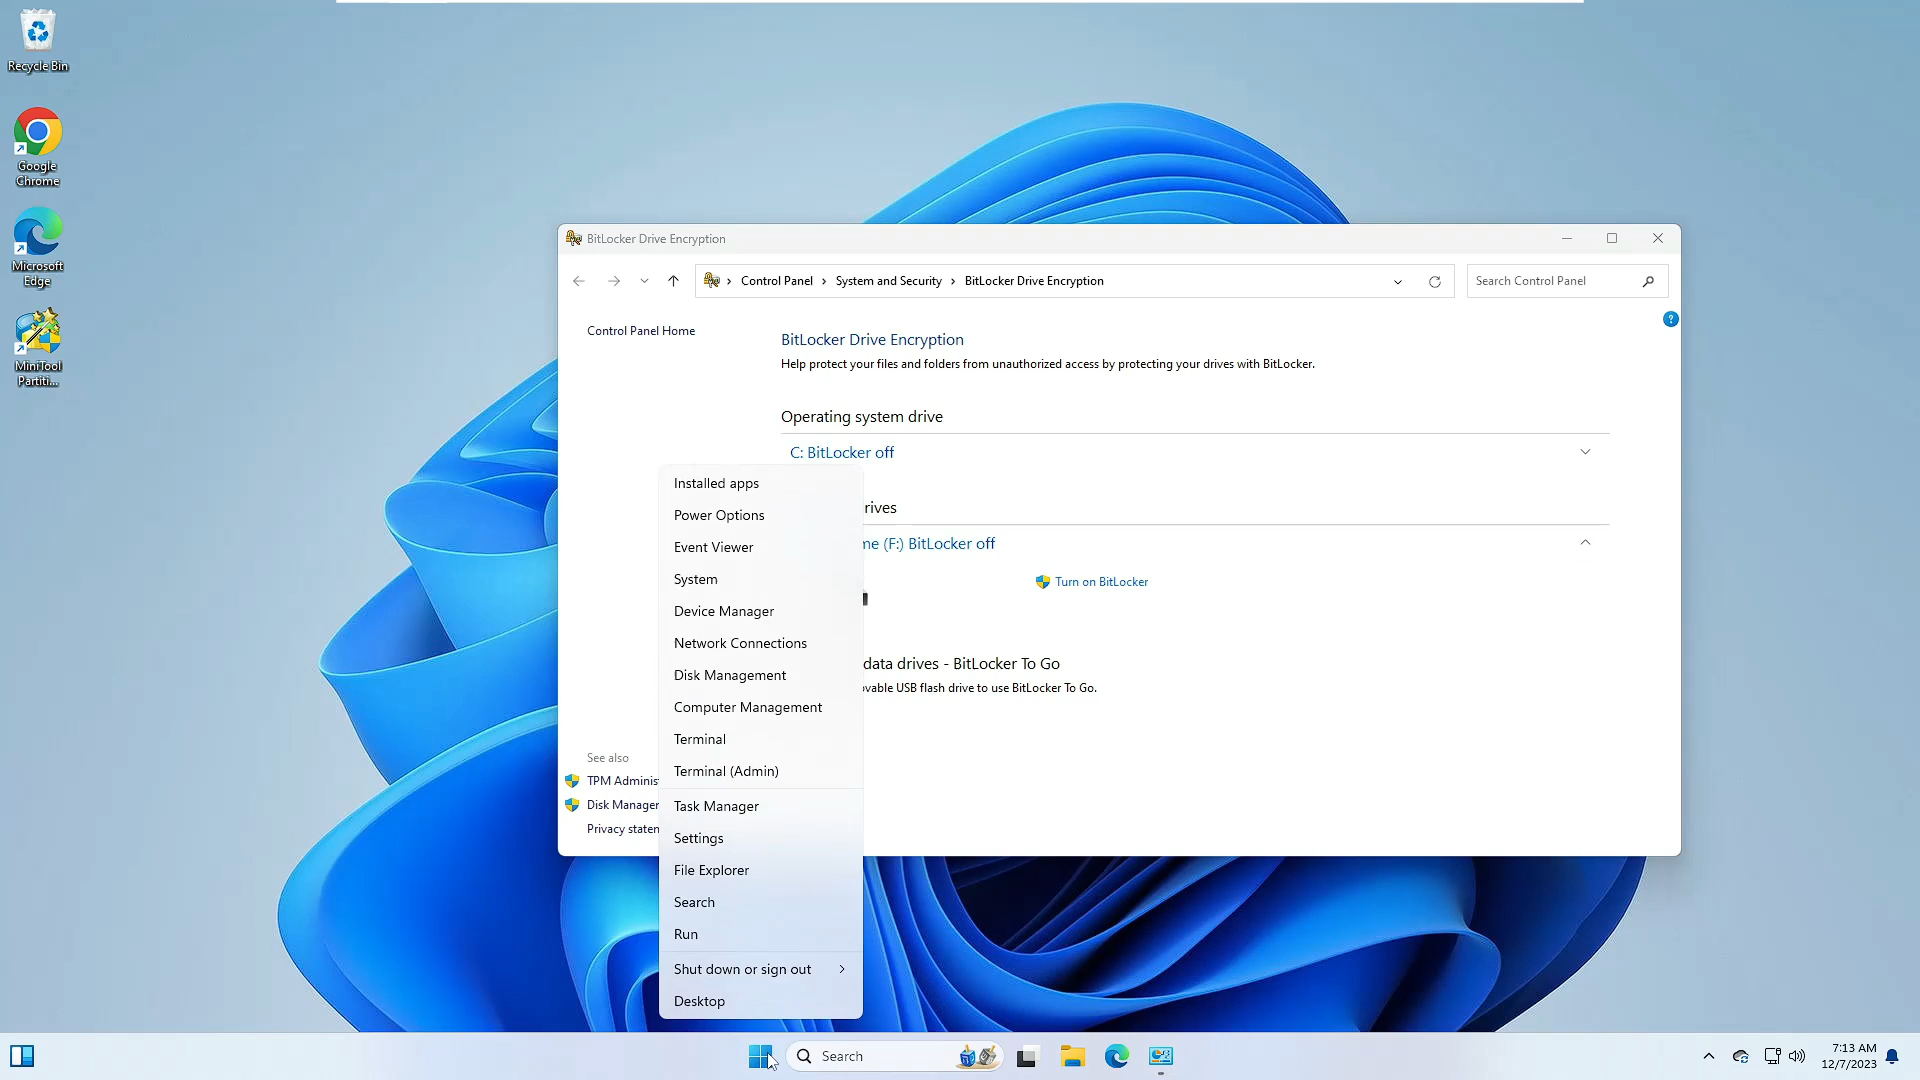 Recycle Bin
Google
Chrome
Microsoft
Edge
MiniTool
Partiti...
BitLocker Drive Encryption
Control Panel
System and Security
BitLocker Drive Encryption
Search Control Panel
?
Control Panel Home
BitLocker Drive Encryption
Help protect your files and folders from unauthorized access by protecting your drives with BitLocker.
Operating system drive
C: BitLocker off
rives
me (F:) BitLocker off
Turn on BitLocker
data drives - BitLocker To Go
vable USB flash drive to use BitLocker To Go.
See also
TPM Adminis
Disk Manager
Privacy staten
Installed apps
Power Options
Event Viewer
System
Device Manager
Network Connections
Disk Management
Computer Management
Terminal
Terminal (Admin)
Task Manager
Settings
File Explorer
Search
Run
Shut down or sign out
Desktop
Search
7:13 AM
12/7/2023